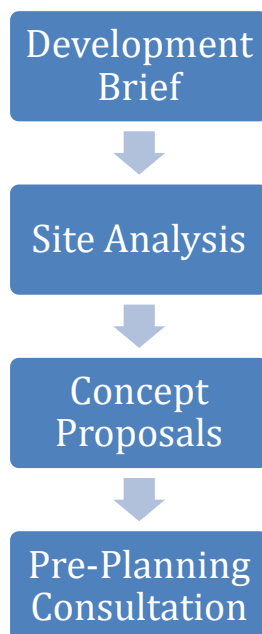 Development
Brief
Site Analysis
Concept
Proposals
Pre-Planning
Consultation